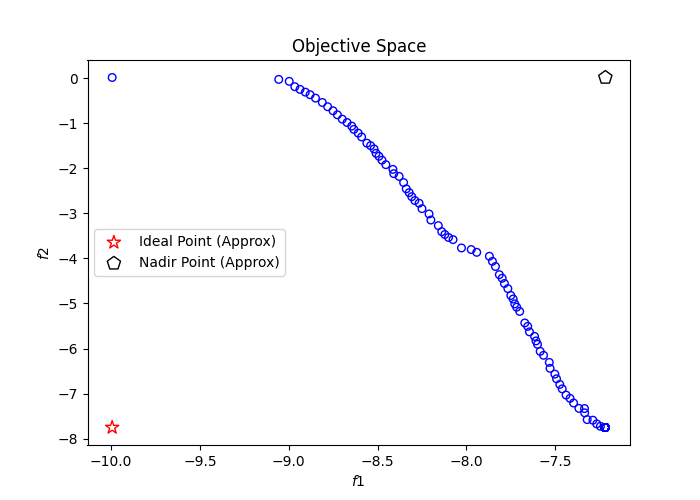 Objective Space
0
−1
−2
−3
−4
−5
−6
−7
−8
f2
Ideal Point (Approx)
Nadir Point (Approx)
−10.0 −9.5 −9.0 −8.5 −8.0 −7.5
f1